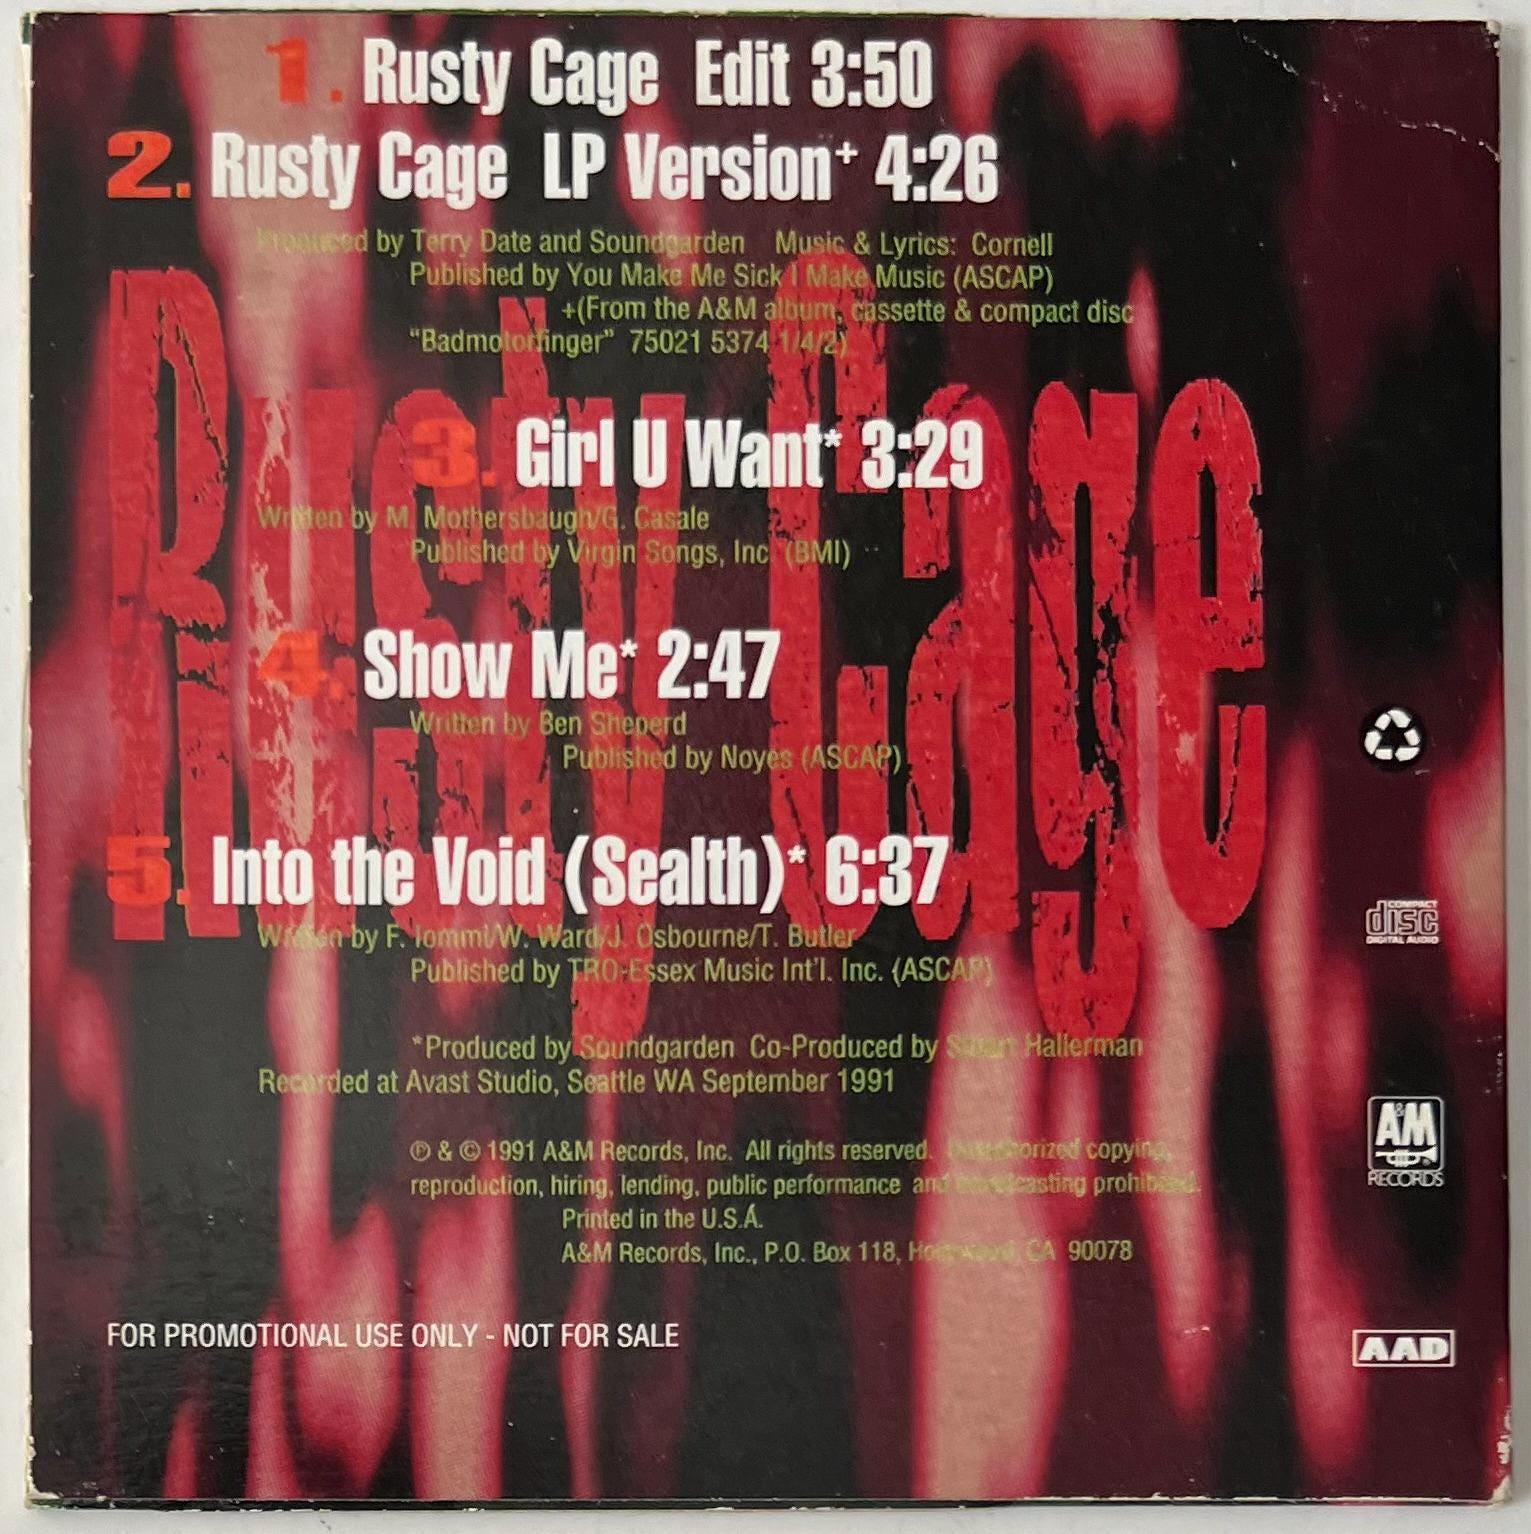 1. Rusty Cage Edit 3:50
2. Rusty Cage LP Version+ 4:26
Produced by Terry Date and Soundgarden Music & Lyrics: Cornell
Published by You Make Me Sick I Make Music (ASCAP)
+(From the A&M album, cassette & compact disc
"Badmotorfinger" 75021 5374 1/4/2)
Rusty Cage
3. Girl U Want* 3:29
Written by M. Mothersbaugh/G. Casale
Published by Virgin Songs, Inc. (BMI)
4. Show Me* 2:47
Written by Ben Sheperd
Published by Noyes (ASCAP)
5. Into the Void (Sealth)* 6:37
Written by F. Iommi/W. Ward/J. Osbourne/T. Butler
Published by TRO-Essex Music Int'l. Inc. (ASCAP)
*Produced by Soundgarden Co-Produced by Stuart Hallerman
Recorded at Avast Studio, Seattle WA September 1991
℗ & © 1991 A&M Records, Inc. All rights reserved. Unauthorized copying,
reproduction, hiring, lending, public performance and broadcasting prohibited.
Printed in the U.S.A.
A&M Records, Inc., P.O. Box 118, Hollywood, CA 90078
FOR PROMOTIONAL USE ONLY - NOT FOR SALE
COMPACT
disc
DIGITAL AUDIO
A&M
RECORDS
AAD